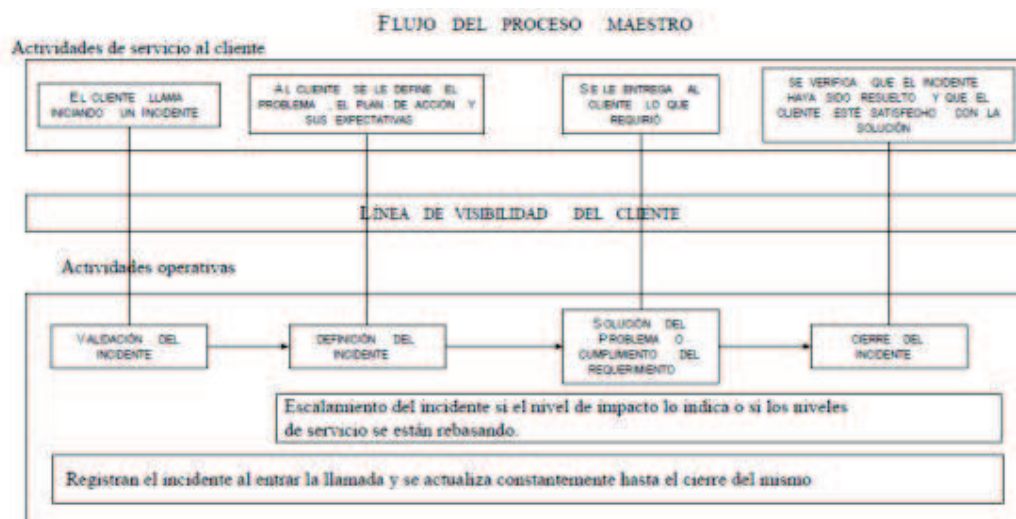 FLUJO DEL PROCESO MAESTRO
Actividades de servicio al cliente
EL CLIENTE LLAMA
INICIANDO UN INCIDENTE
AL CLIENTE SE LE DEFINE EL
PROBLEMA , EL PLAN DE ACCIÓN Y
SUS EXPECTATIVAS
SE LE ENTREGA AL
CLIENTE LO QUE
REQUIRIÓ
SE VERIFICA QUE EL INCIDENTE
HAYA SIDO RESUELTO Y QUE EL
CLIENTE ESTÉ SATISFECHO CON LA
SOLUCIÓN
LÍNEA DE VISIBILIDAD DEL CLIENTE
Actividades operativas
VALIDACIÓN DEL
INCIDENTE
DEFINICIÓN DEL
INCIDENTE
SOLUCIÓN DEL
PROBLEMA O
CUMPLIMIENTO DEL
REQUERIMIENTO
CIERRE DEL
INCIDENTE
Escalamiento del incidente si el nivel de impacto lo indica o si los niveles
de servicio se están rebasando.
Registran el incidente al entrar la llamada y se actualiza constantemente hasta el cierre del mismo